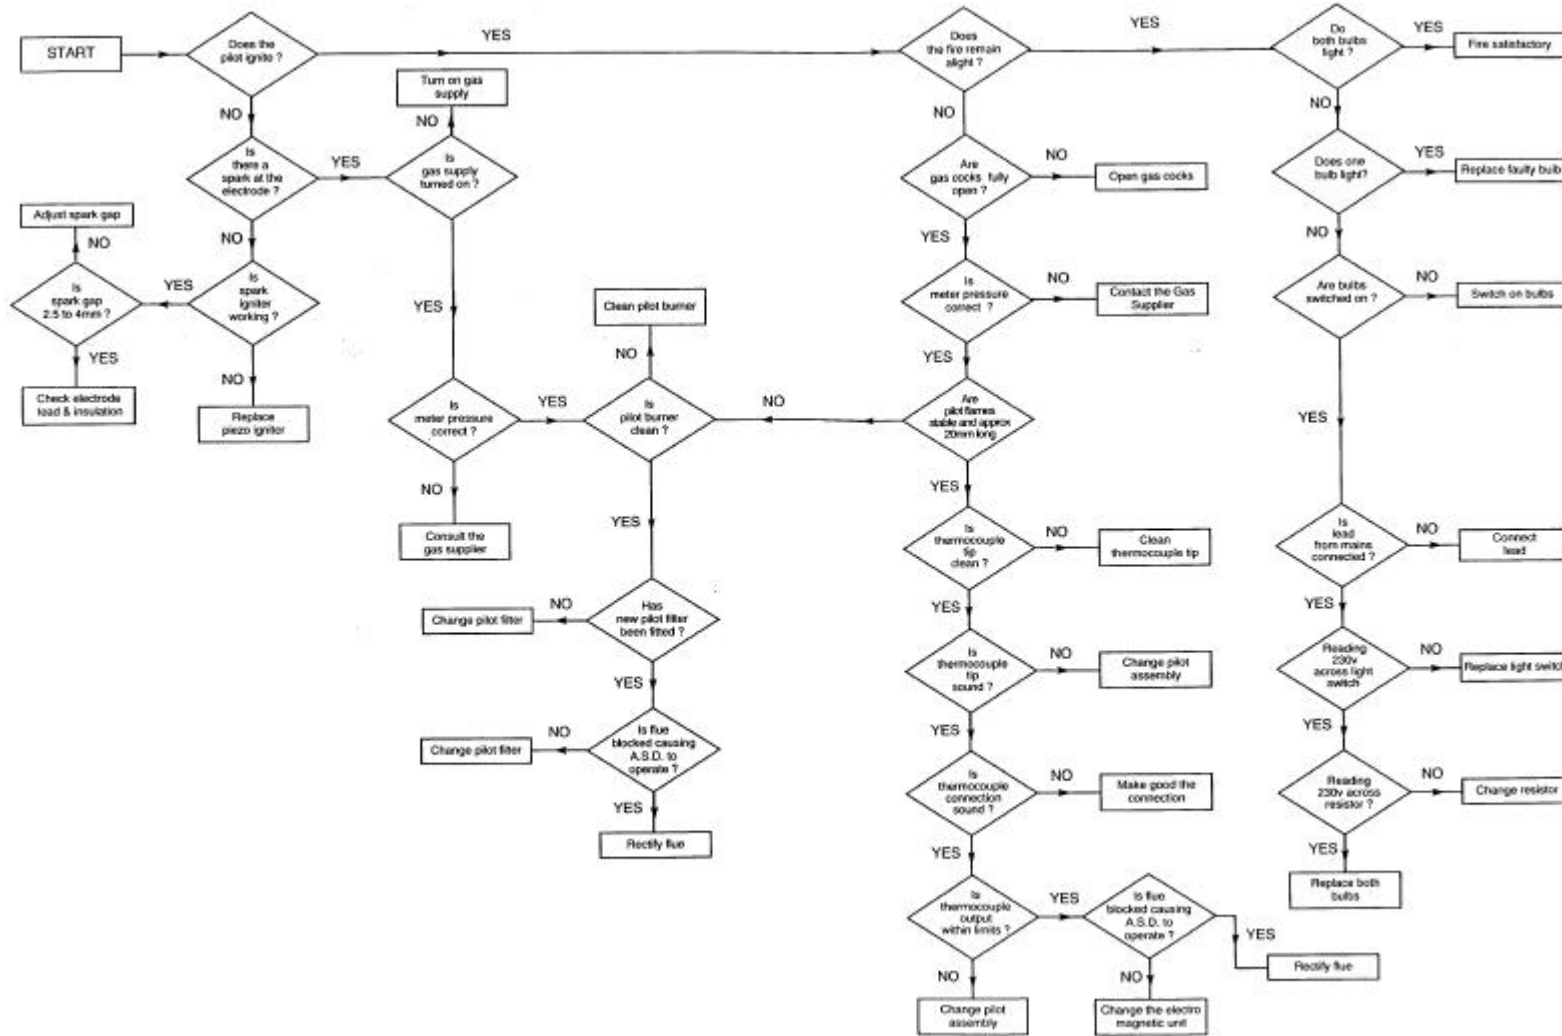 START
Does the
pilot ignite ?
YES
Does
the fire remain
alight ?
YES
Do
both bulbs
light ?
YES
Fire satisfactory
NO
Turn on gas
supply
NO
NO
NO
Is
there a
spark at the
electrode ?
YES
Is
gas supply
turned on ?
Are
gas cocks fully
open ?
NO
Open gas cocks
Does one
bulb light?
YES
Replace faulty bulb
Adjust spark gap
NO
NO
YES
NO
Is
spark gap
2.5 to 4mm ?
YES
Is
spark
igniter
working ?
YES
Clean pilot burner
Is
meter pressure
correct ?
NO
Contact the Gas
Supplier
Are bulbs
switched on ?
NO
Switch on bulbs
YES
NO
NO
YES
Check electrode
lead & insulation
Replace
piezo igniter
Is
meter pressure
correct ?
YES
Is
pilot burner
clean ?
NO
Are
pilot flames
stable and approx
20mm long
YES
NO
YES
YES
Consult the
gas supplier
Is
thermocouple
tip
clean ?
NO
Clean
thermocouple tip
Is
lead
from mains
connected ?
NO
Connect
lead
YES
YES
Change pilot filter
NO
Has
new pilot filter
been fitted ?
Is
thermocouple
tip
sound ?
NO
Change pilot
assembly
Reading
230v
across light
switch
NO
Replace light switch
YES
YES
YES
Change pilot filter
NO
Is flue
blocked causing
A.S.D. to
operate ?
Is
thermocouple
connection
sound ?
NO
Make good the
connection
Reading
230v across
resistor ?
NO
Change resistor
YES
Rectify flue
YES
YES
Replace both
bulbs
Is
thermocouple
output
within limits ?
YES
Is flue
blocked causing
A.S.D. to
operate ?
YES
Rectify flue
NO
NO
Change pilot
assembly
Change the electro
magnetic unit